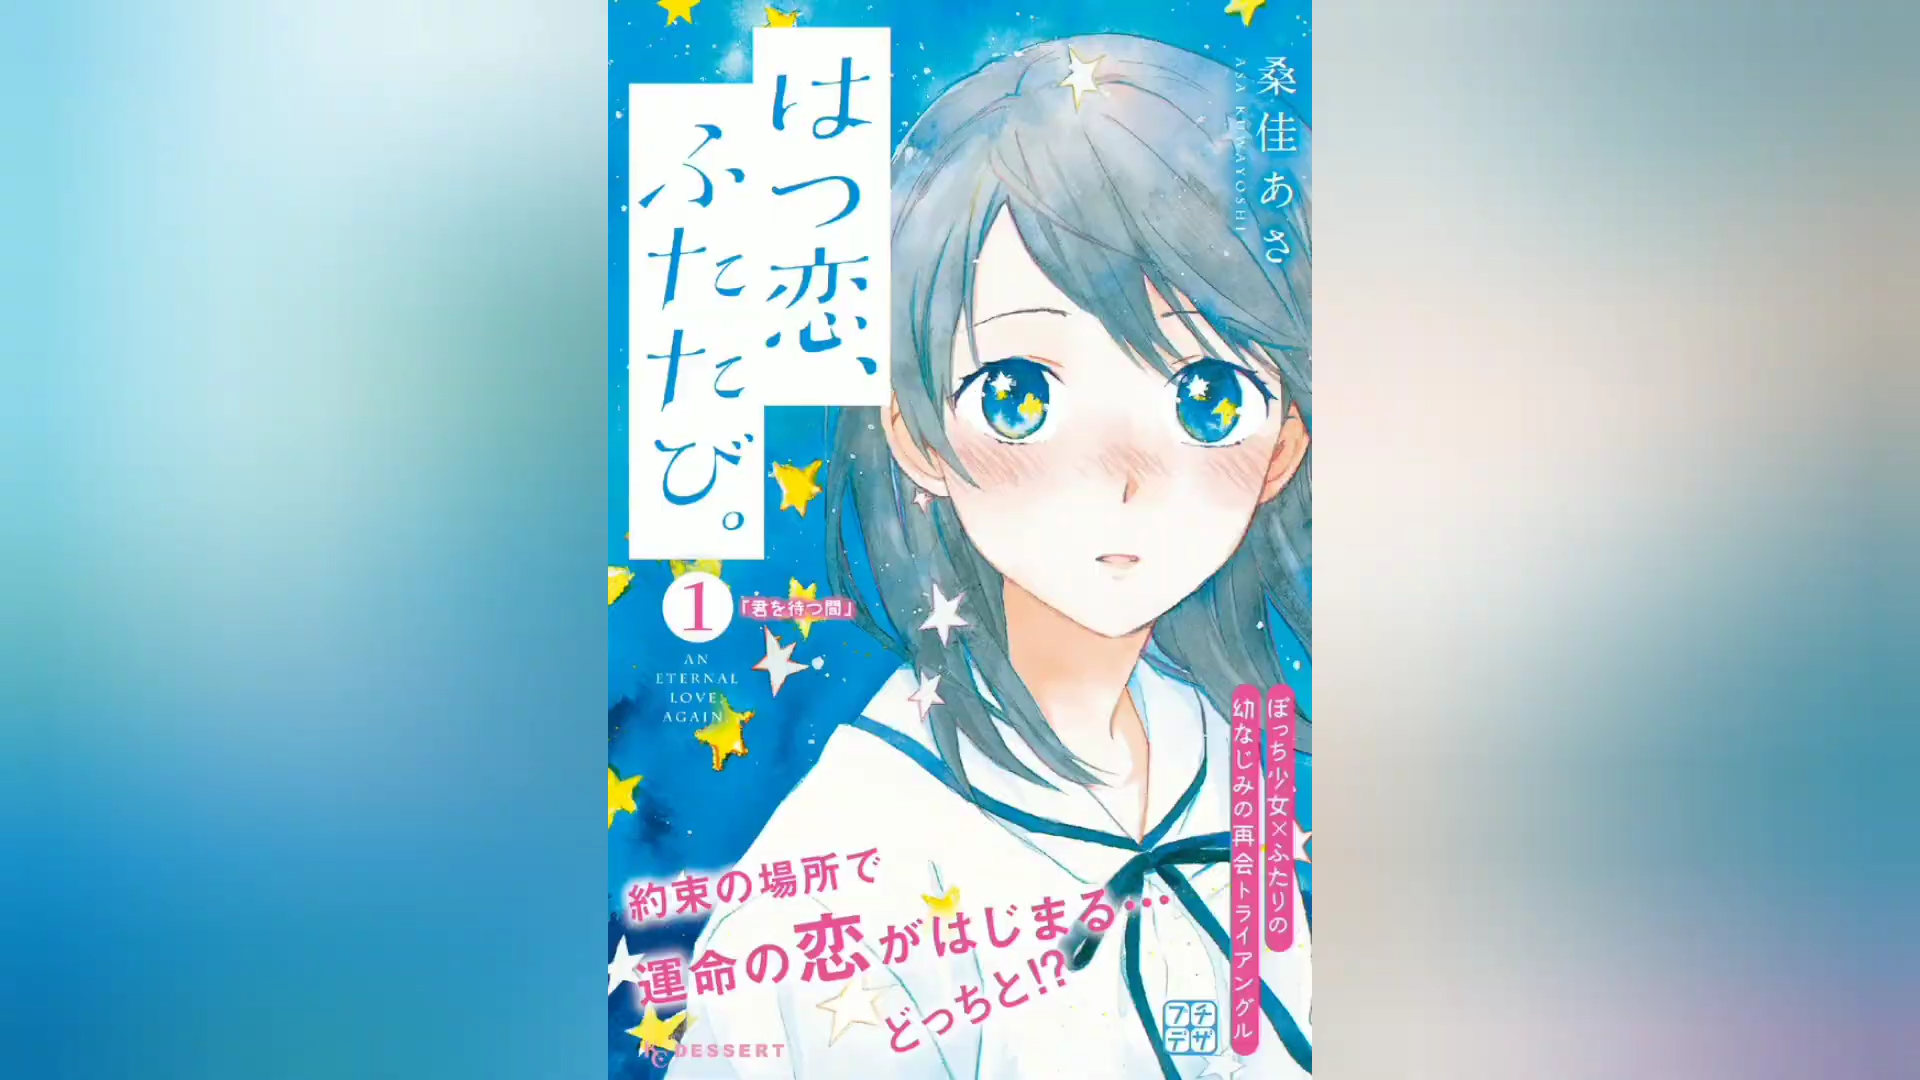 はつ恋、
ふたたび。
桑佳あさ
ASA KUWAYOSHI
1
「君を待つ間」
AN
ETERNAL
LOVE,
AGAIN.
ぼっち少女×ふたりの
幼なじみの再会トライアングル
約束の場所で
運命の恋がはじまる…
どっちと!?
プチ
デザ
KC DESSERT